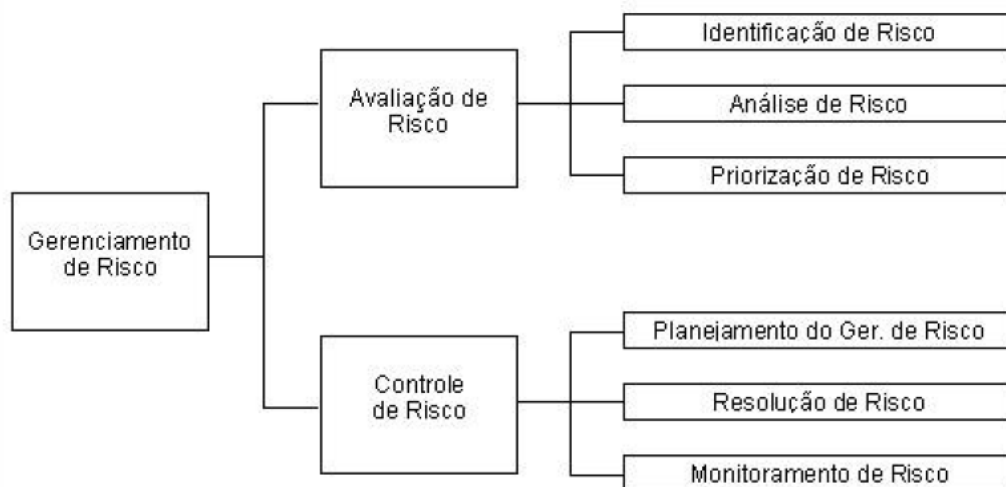 Gerenciamento
de Risco
Avaliação de
Risco
Identificação de Risco
Análise de Risco
Priorização de Risco
Controle
de Risco
Planejamento do Ger. de Risco
Resolução de Risco
Monitoramento de Risco